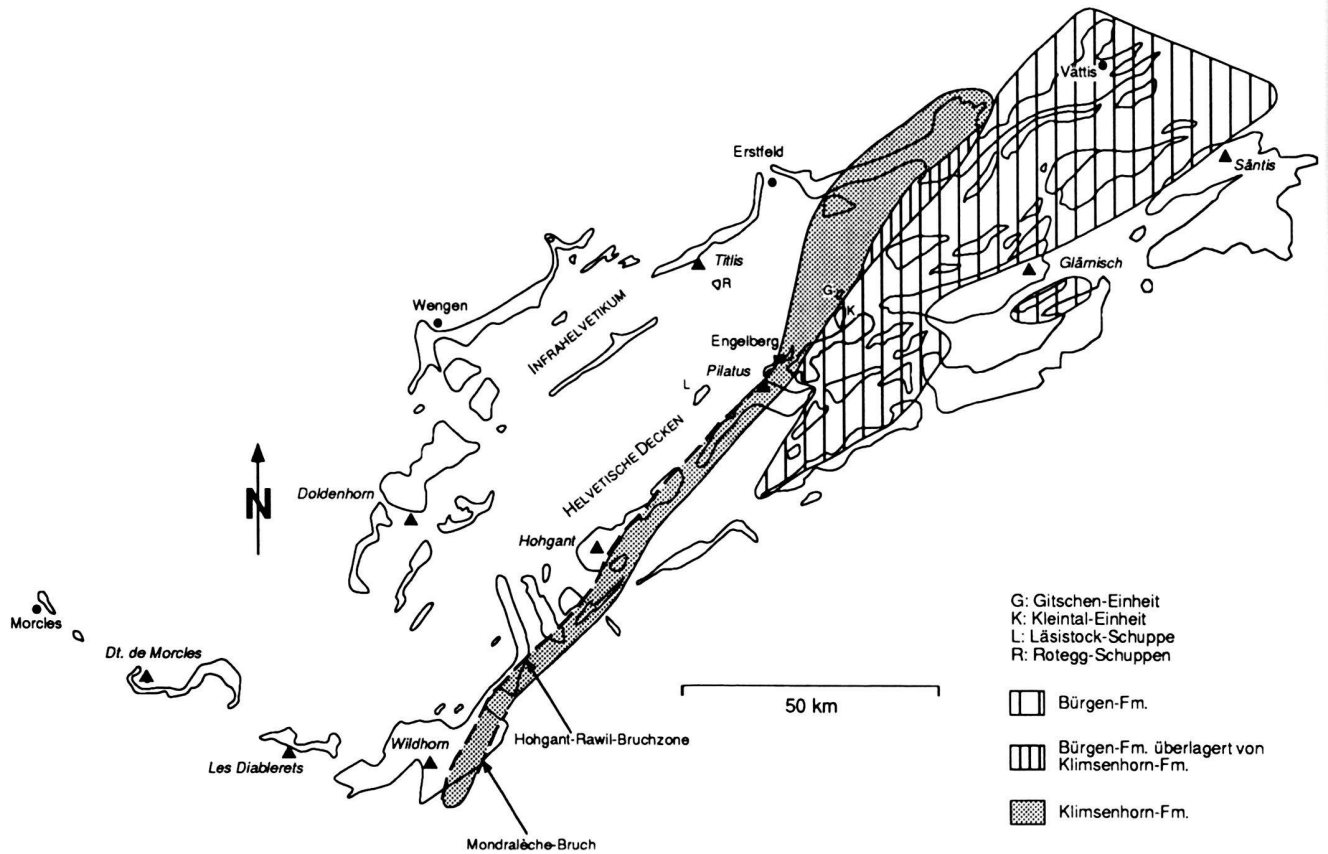 Vättis
Säntis
Erstfeld
Titlis
R
Glärnisch
G
K
Wengen
INFRAHELVETIKUM
Engelberg
Pilatus
L
HELVETISCHE DECKEN
N
Doldenhorn
Hohgant
Morcles
Dt. de Morcles
Wildhorn
Les Diablerets
Hohgant-Rawil-Bruchzone
Mondralèche-Bruch
50 km
G: Gitschen-Einheit
K: Kleintal-Einheit
L: Läsistock-Schuppe
R: Rotegg-Schuppen
Bürgen-Fm.
Bürgen-Fm. überlagert von
Klimsenhorn-Fm.
Klimsenhorn-Fm.